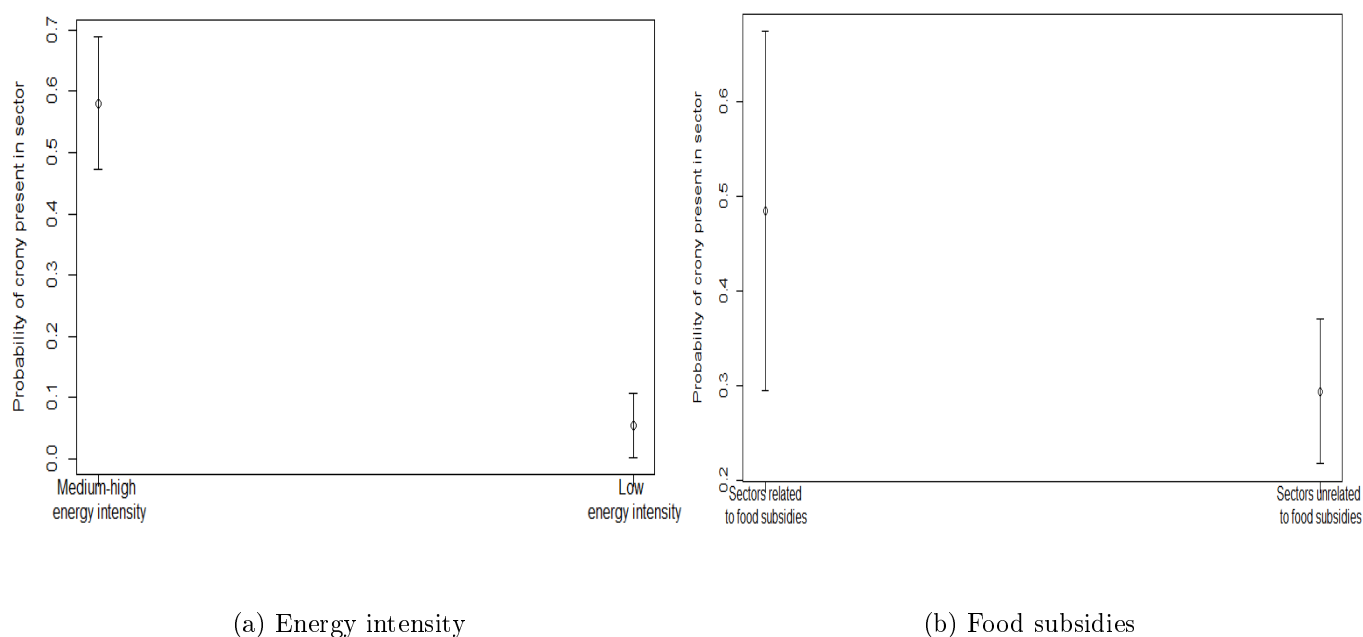 Probability of crony present in sector
0.7
0.6
0.5
0.4
0.3
0.2
0.1
0.0
Medium-high
energy intensity
Low
energy intensity
(a) Energy intensity
Probability of crony present in sector
0.6
0.5
0.4
0.3
0.2
Sectors related
to food subsidies
Sectors unrelated
to food subsidies
(b) Food subsidies